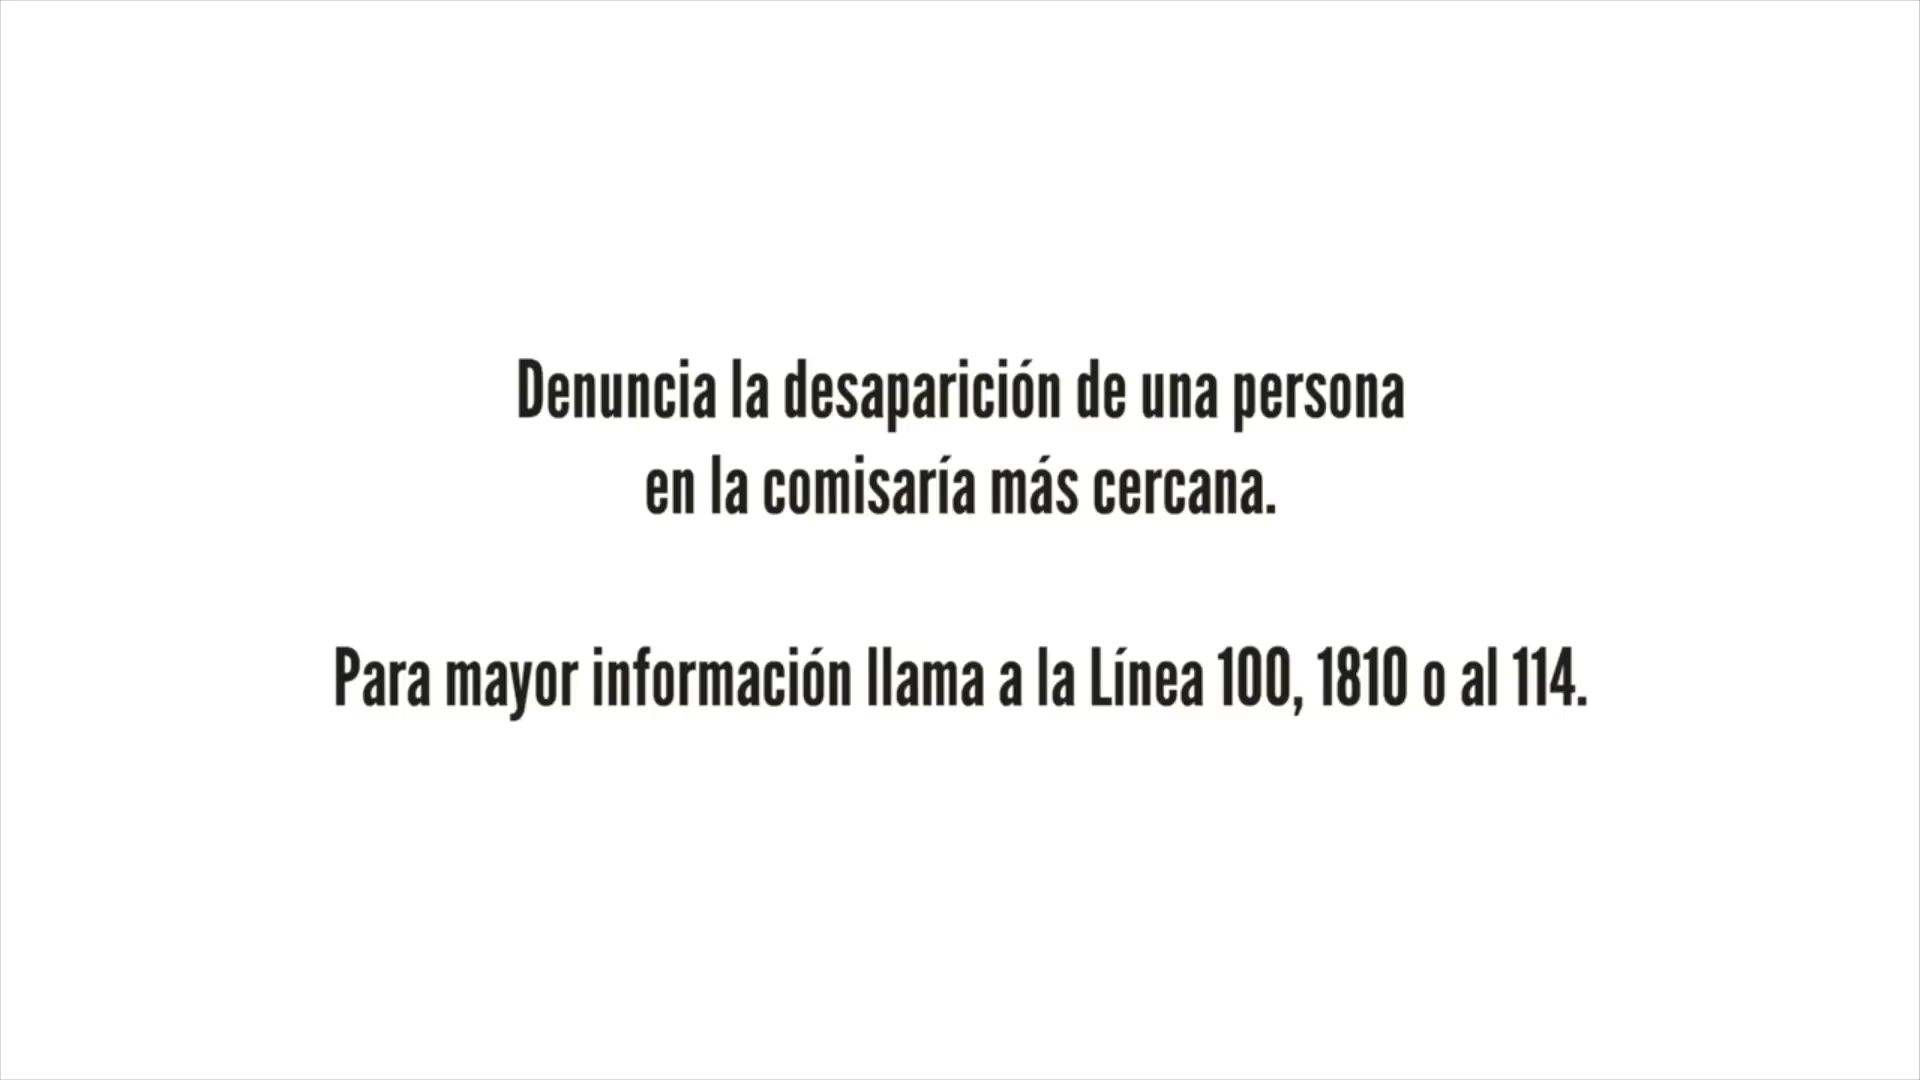 Denuncia la desaparición de una persona
en la comisaría más cercana.
Para mayor información llama a la Línea 100, 1810 o al 114.